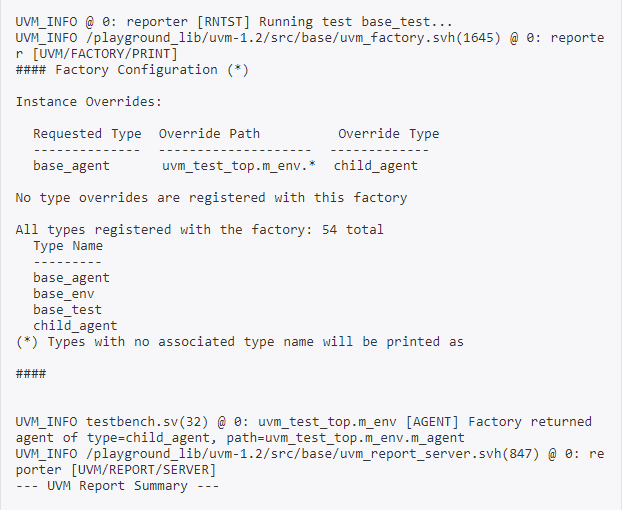 UVM_INFO @ 0: reporter [RNTST] Running test base_test...
UVM_INFO /playground_lib/uvm-1.2/src/base/uvm_factory.svh(1645) @ 0: reporte
r [UVM/FACTORY/PRINT]
#### Factory Configuration (*)
Instance Overrides:
Requested Type  Override Path         Override Type
--------------  --------------------  -------------
base_agent      uvm_test_top.m_env.*  child_agent
No type overrides are registered with this factory
All types registered with the factory: 54 total
Type Name
---------
base_agent
base_env
base_test
child_agent
(*) Types with no associated type name will be printed as
####
UVM_INFO testbench.sv(32) @ 0: uvm_test_top.m_env [AGENT] Factory returned
agent of type=child_agent, path=uvm_test_top.m_env.m_agent
UVM_INFO /playground_lib/uvm-1.2/src/base/uvm_report_server.svh(847) @ 0: re
porter [UVM/REPORT/SERVER]
--- UVM Report Summary ---